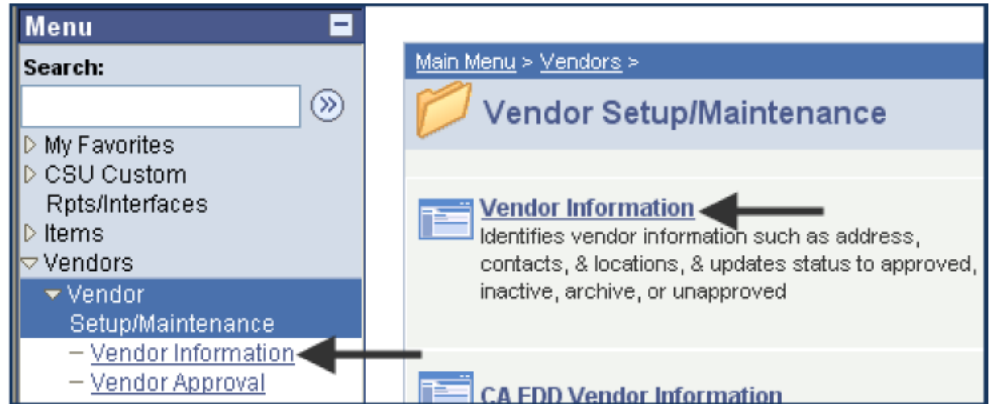 Menu
Search:
My Favorites
CSU Custom
Rpts/Interfaces
Items
Vendors
Vendor
Setup/Maintenance
– Vendor Information
– Vendor Approval
Main Menu > Vendors >
Vendor Setup/Maintenance
Vendor Information
Identifies vendor information such as address,
contacts, & locations, & updates status to approved,
inactive, archive, or unapproved
CA EDD Vendor Information